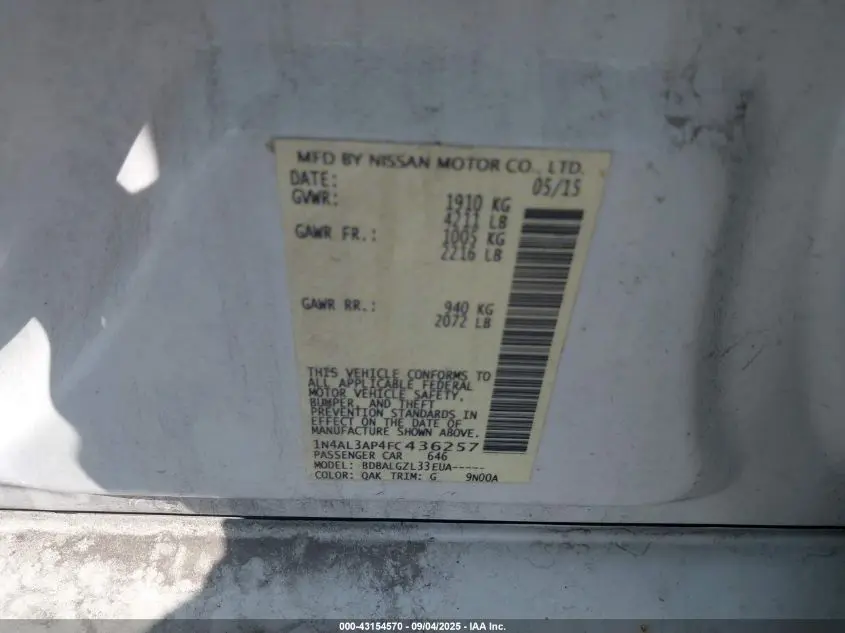 MFD BY NISSAN MOTOR CO., LTD.
DATE: 05/15
GVWR: 1910 KG
4211 LB
GAWR FR.: 1005 KG
2216 LB
GAWR RR.: 940 KG
2072 LB
THIS VEHICLE CONFORMS TO
ALL APPLICABLE FEDERAL
MOTOR VEHICLE SAFETY,
BUMPER, AND THEFT
PREVENTION STANDARDS IN
EFFECT ON THE DATE OF
MANUFACTURE SHOWN ABOVE.
1N4AL3AP4FC436257
PASSENGER CAR 646
MODEL: BDBALGZL33EUA-----
COLOR: QAK TRIM: G 9N00A
000-43154570 - 09/04/2025 - IAA Inc.